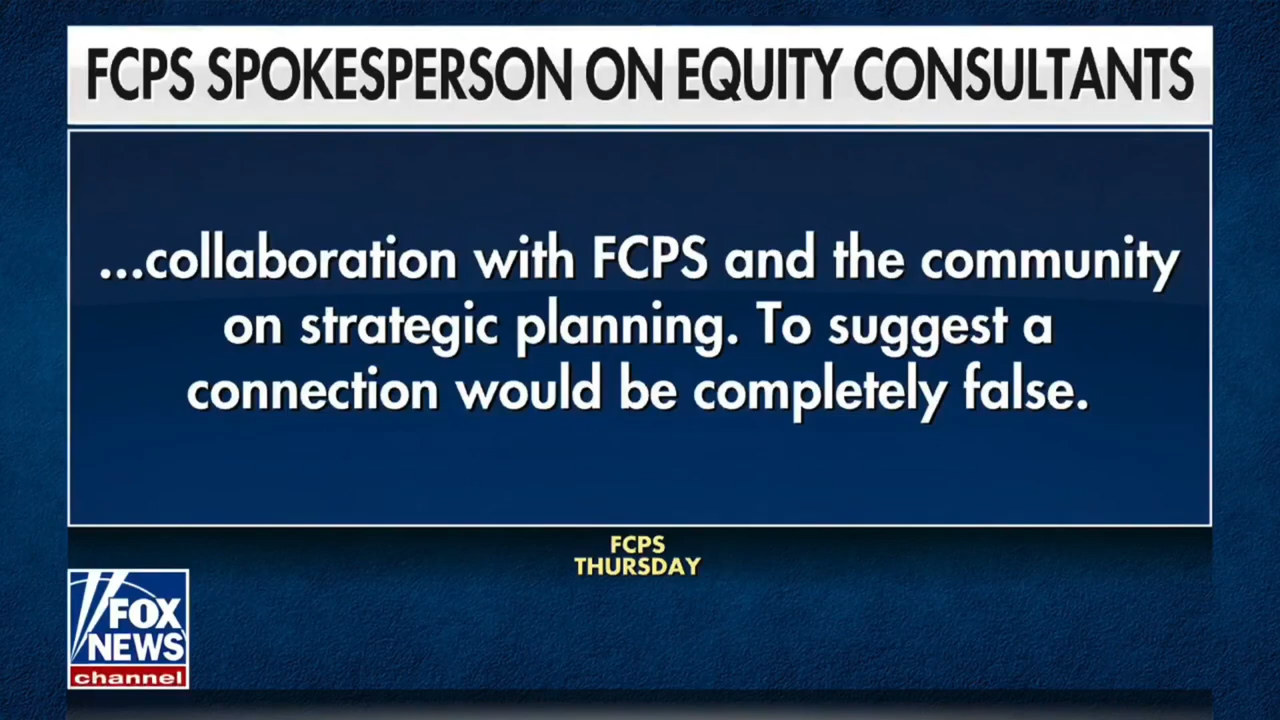 FCPS SPOKESPERSON ON EQUITY CONSULTANTS
...collaboration with FCPS and the community
on strategic planning. To suggest a
connection would be completely false.
FCPS
THURSDAY
FOX
NEWS
channel